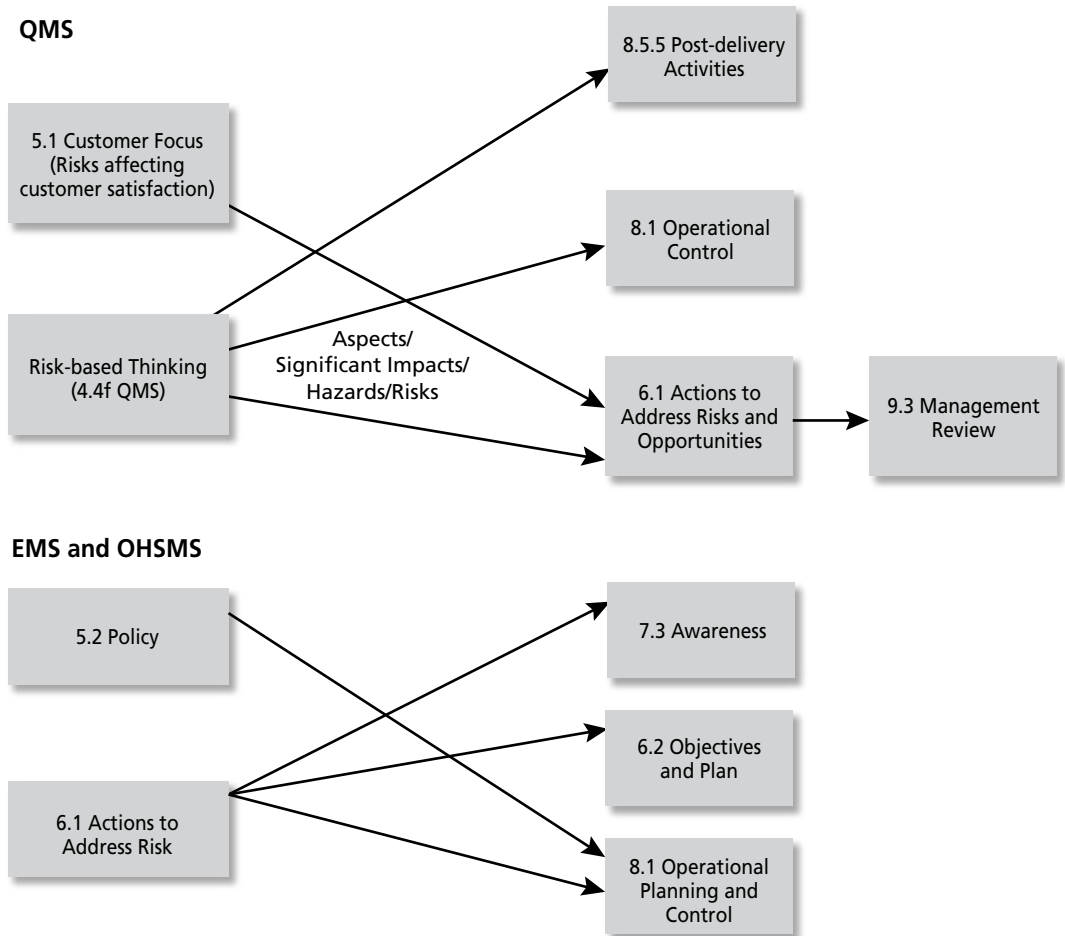 QMS
8.5.5 Post-delivery
Activities
5.1 Customer Focus
(Risks affecting
customer satisfaction)
8.1 Operational
Control
Risk-based Thinking
(4.4f QMS)
Aspects/
Significant Impacts/
Hazards/Risks
6.1 Actions to
Address Risks and
Opportunities
9.3 Management
Review
EMS and OHSMS
5.2 Policy
7.3 Awareness
6.2 Objectives
and Plan
6.1 Actions to
Address Risk
8.1 Operational
Planning and
Control